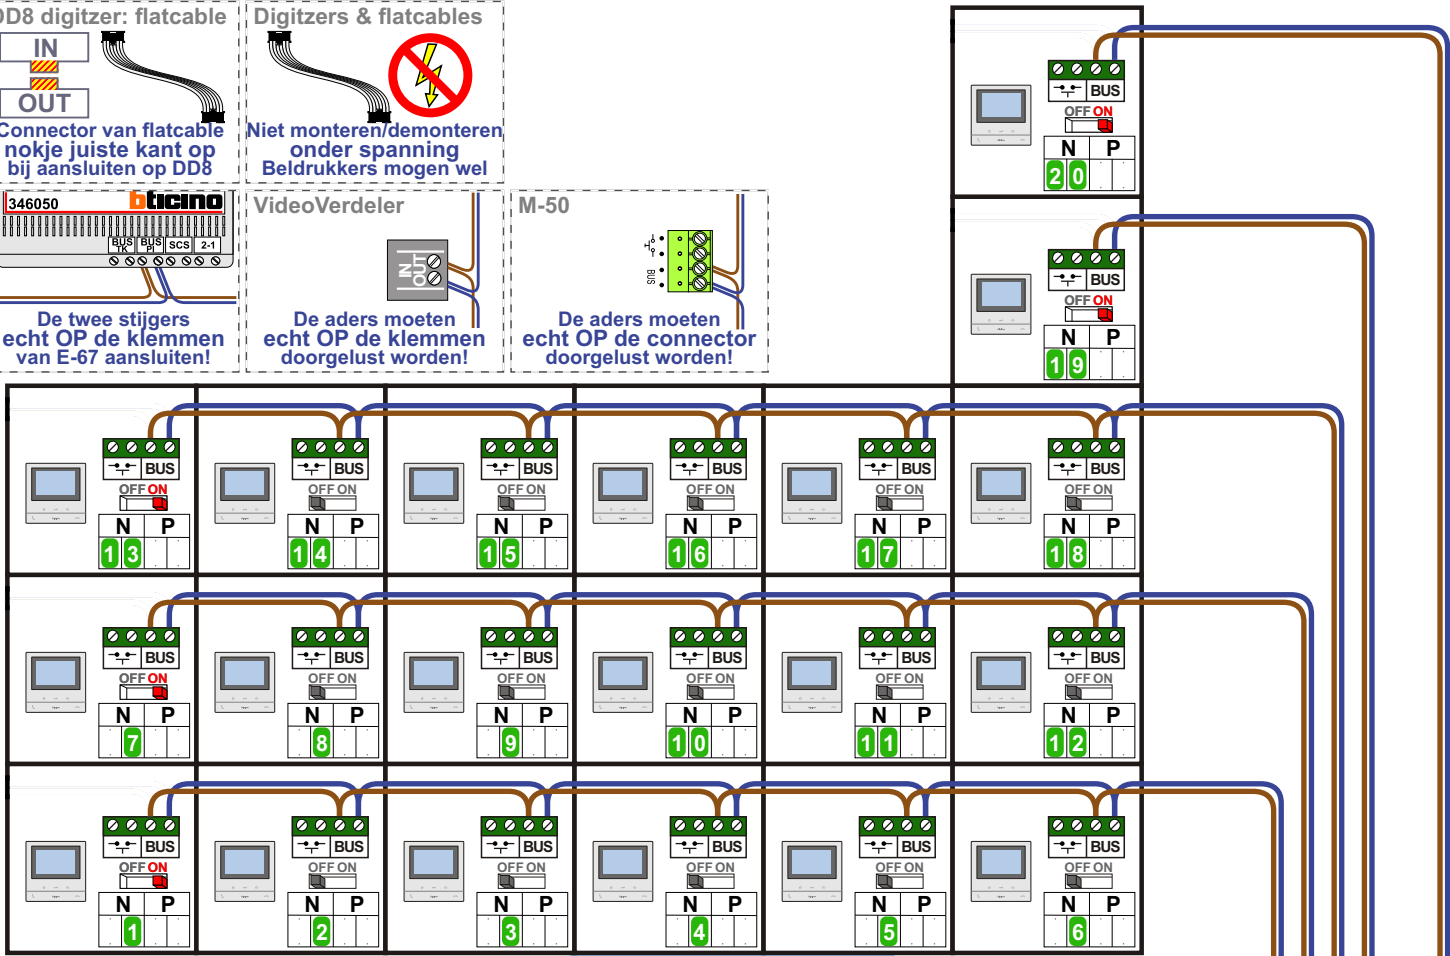 DD8 digitzer: flatcable
IN
OUT
Connector van flatcable
nokje juiste kant op
bij aansluiten op DD8
Digitzers & flatcables
Niet monteren/demonteren
onder spanning
Beldrukkers mogen wel
346050
bticino
BUS TK
BUS PI
SCS
2-1
De twee stijgers
echt OP de klemmen
van E-67 aansluiten!
VideoVerdeler
IN
OUT
De aders moeten
echt OP de klemmen
doorgelust worden!
M-50
BUS
De aders moeten
echt OP de connector
doorgelust worden!
BUS
OFF ON
N P
20
BUS
OFF ON
N P
19
BUS
OFF ON
N P
13
BUS
OFF ON
N P
14
BUS
OFF ON
N P
15
BUS
OFF ON
N P
16
BUS
OFF ON
N P
17
BUS
OFF ON
N P
18
BUS
OFF ON
N P
7
BUS
OFF ON
N P
8
BUS
OFF ON
N P
9
BUS
OFF ON
N P
10
BUS
OFF ON
N P
11
BUS
OFF ON
N P
12
BUS
OFF ON
N P
1
BUS
OFF ON
N P
2
BUS
OFF ON
N P
3
BUS
OFF ON
N P
4
BUS
OFF ON
N P
5
BUS
OFF ON
N P
6